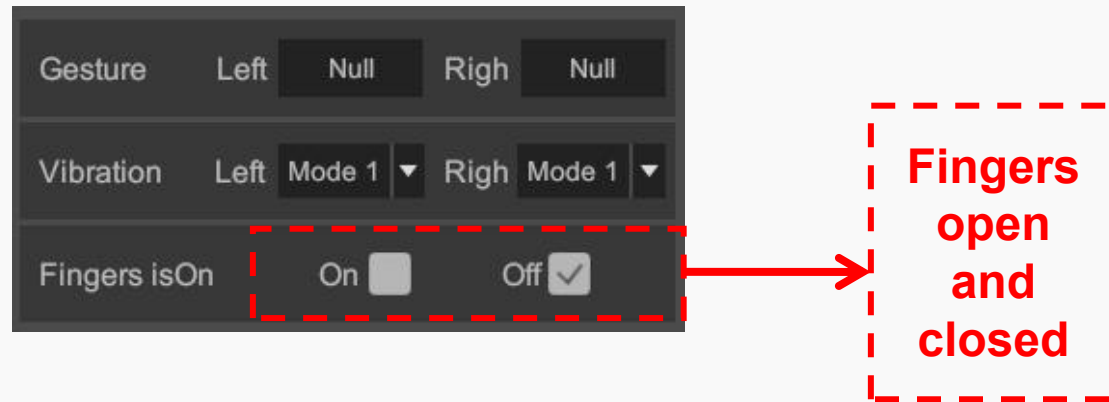 Gesture Left Null Righ Null
Vibration Left Mode 1 Righ Mode 1
Fingers isOn On Off
Fingers
open
and
closed